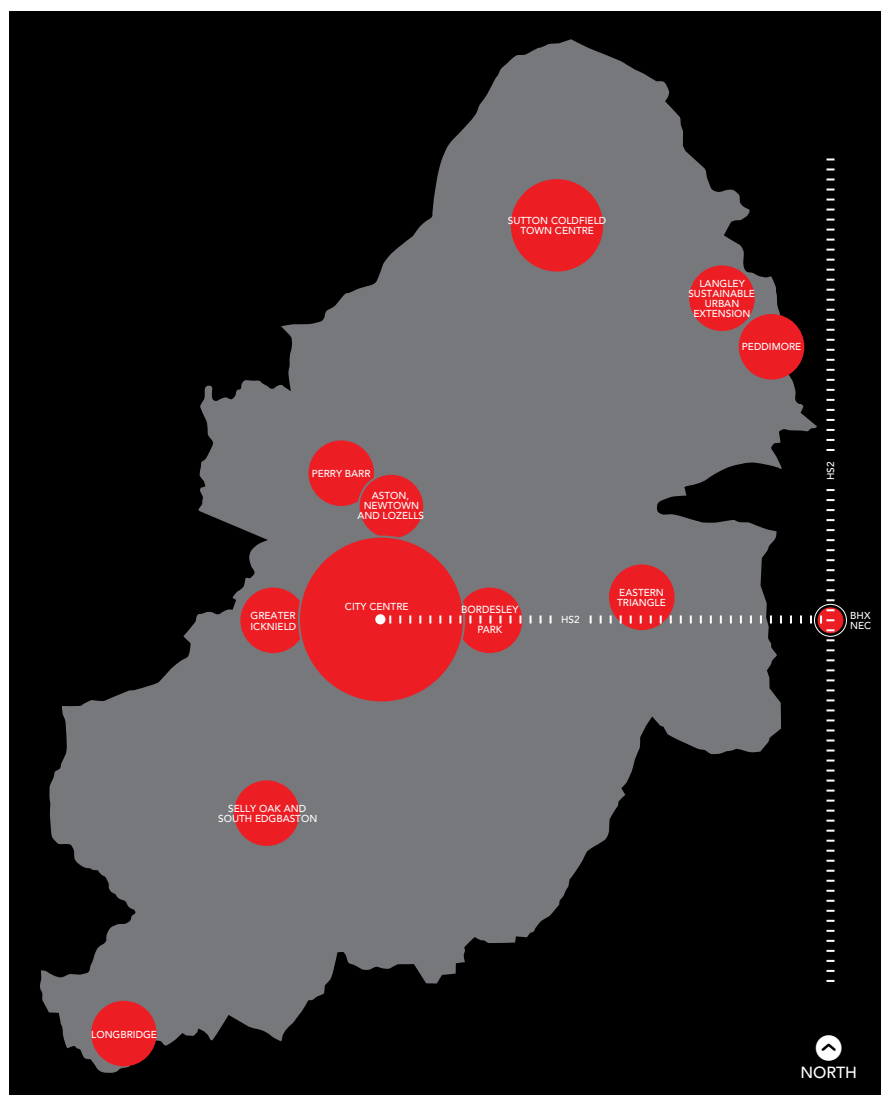 SUTTON COLDFIELD
TOWN CENTRE
LANGLEY
SUSTAINABLE
URBAN
EXTENSION
PEDDIMORE
HS2
PERRY BARR
ASTON,
NEWTOWN
AND LOZELLS
CITY CENTRE
GREATER
ICKNIELD
BORDESLEY
PARK
HS2
EASTERN
TRIANGLE
BHX
NEC
SELLY OAK AND
SOUTH EDGBASTON
LONGBRIDGE
NORTH